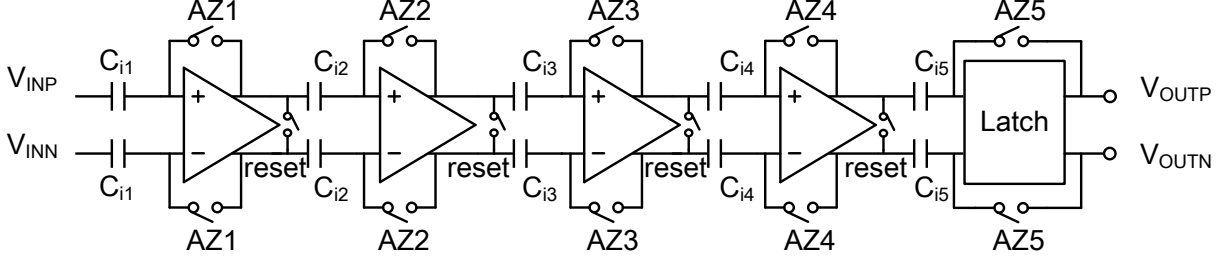 AZ1 AZ2 AZ3 AZ4 AZ5
Ci1 Ci2 Ci3 Ci4 Ci5
VINP + + + + VOUTP
Latch
VINN − − − − VOUTN
reset reset reset reset
Ci1 Ci2 Ci3 Ci4 Ci5
AZ1 AZ2 AZ3 AZ4 AZ5